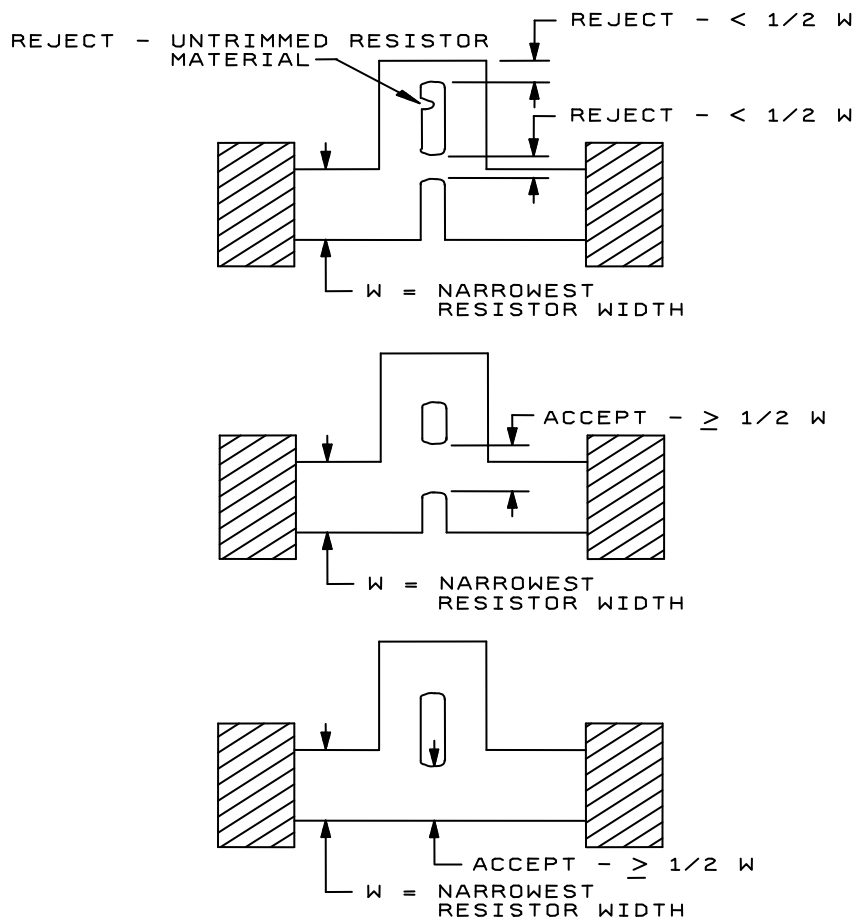 REJECT - < 1/2 W
REJECT - UNTRIMMED RESISTOR
MATERIAL
REJECT - < 1/2 W
W = NARROWEST
RESISTOR WIDTH
ACCEPT - ≥ 1/2 W
W = NARROWEST
RESISTOR WIDTH
ACCEPT - ≥ 1/2 W
W = NARROWEST
RESISTOR WIDTH